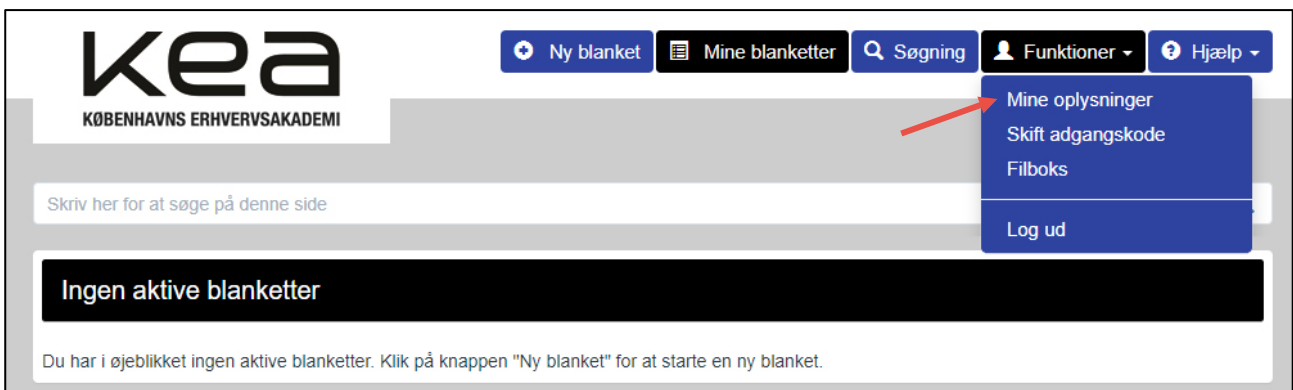 kea
KØBENHAVNS ERHVERVSAKADEMI
Ny blanket
Mine blanketter
Søgning
Funktioner
Hjælp
Mine oplysninger
Skift adgangskode
Filboks
Log ud
Skriv her for at søge på denne side
Ingen aktive blanketter
Du har i øjeblikket ingen aktive blanketter. Klik på knappen "Ny blanket" for at starte en ny blanket.